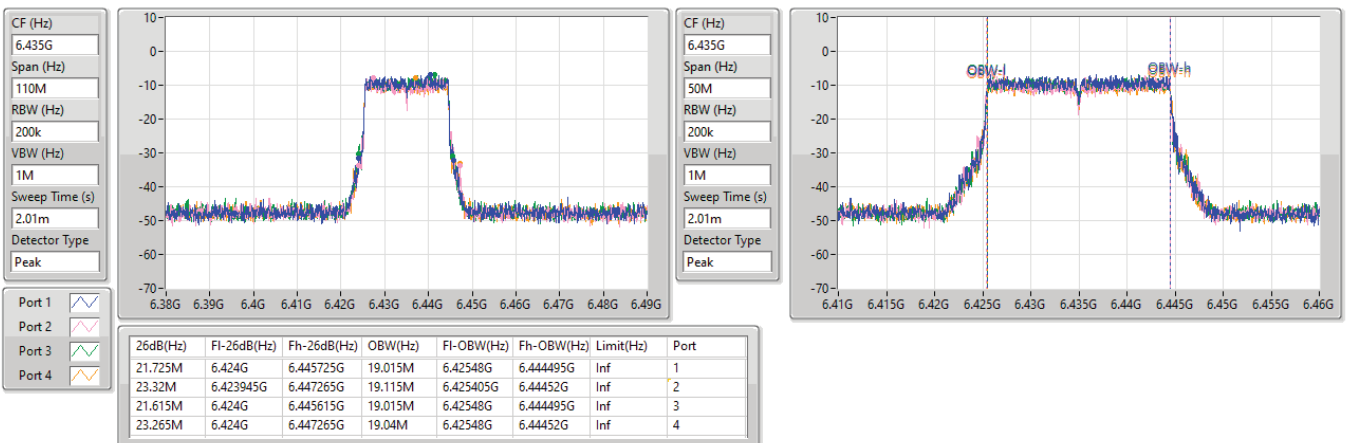 CF (Hz)
6.435G
Span (Hz)
110M
RBW (Hz)
200k
VBW (Hz)
1M
Sweep Time (s)
2.01m
Detector Type
Peak
10
0
-10
-20
-30
-40
-50
-60
-70
6.38G 6.39G 6.4G 6.41G 6.42G 6.43G 6.44G 6.45G 6.46G 6.47G 6.48G 6.49G
CF (Hz)
6.435G
Span (Hz)
50M
RBW (Hz)
200k
VBW (Hz)
1M
Sweep Time (s)
2.01m
Detector Type
Peak
10
0
-10
-20
-30
-40
-50
-60
-70
OBW-l OBW-h
6.41G 6.415G 6.42G 6.425G 6.43G 6.435G 6.44G 6.445G 6.45G 6.455G 6.46G
Port 1
Port 2
Port 3
Port 4
26dB(Hz) Fl-26dB(Hz) Fh-26dB(Hz) OBW(Hz) Fl-OBW(Hz) Fh-OBW(Hz) Limit(Hz) Port
21.725M 6.424G 6.445725G 19.015M 6.42548G 6.444495G Inf 1
23.32M 6.423945G 6.447265G 19.115M 6.425405G 6.44452G Inf 2
21.615M 6.424G 6.445615G 19.015M 6.42548G 6.444495G Inf 3
23.265M 6.424G 6.447265G 19.04M 6.42548G 6.44452G Inf 4